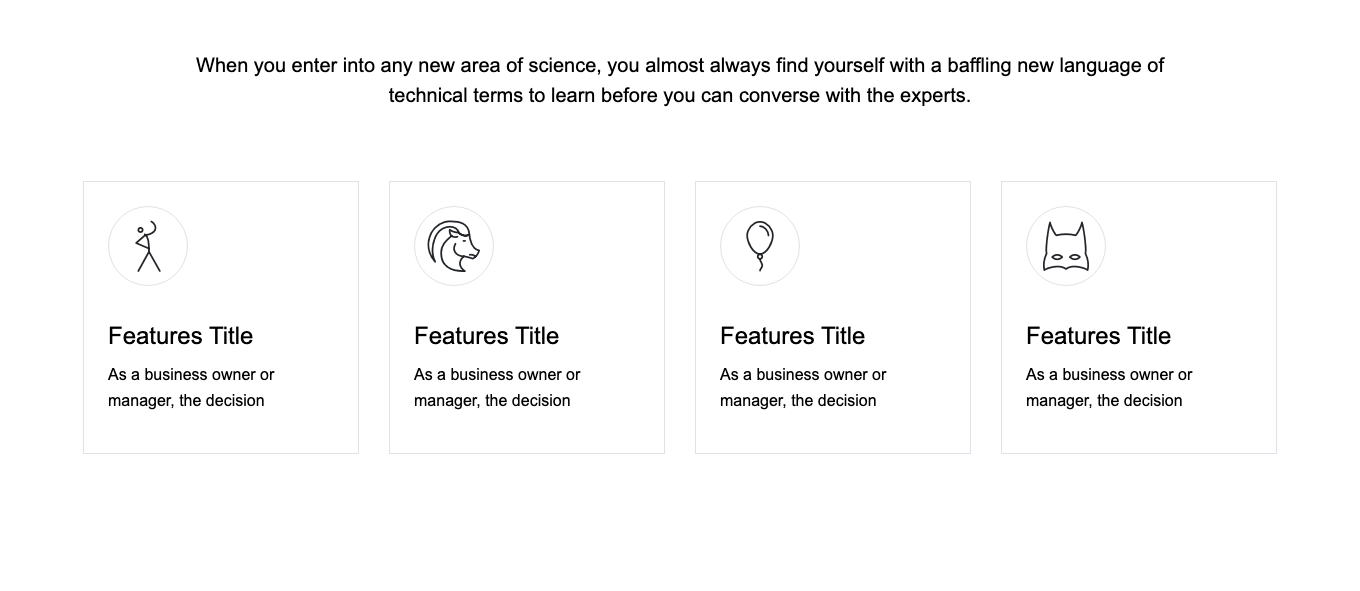 When you enter into any new area of science, you almost always find yourself with a baffling new language of
technical terms to learn before you can converse with the experts.
Features Title
As a business owner or
manager, the decision
Features Title
As a business owner or
manager, the decision
Features Title
As a business owner or
manager, the decision
Features Title
As a business owner or
manager, the decision